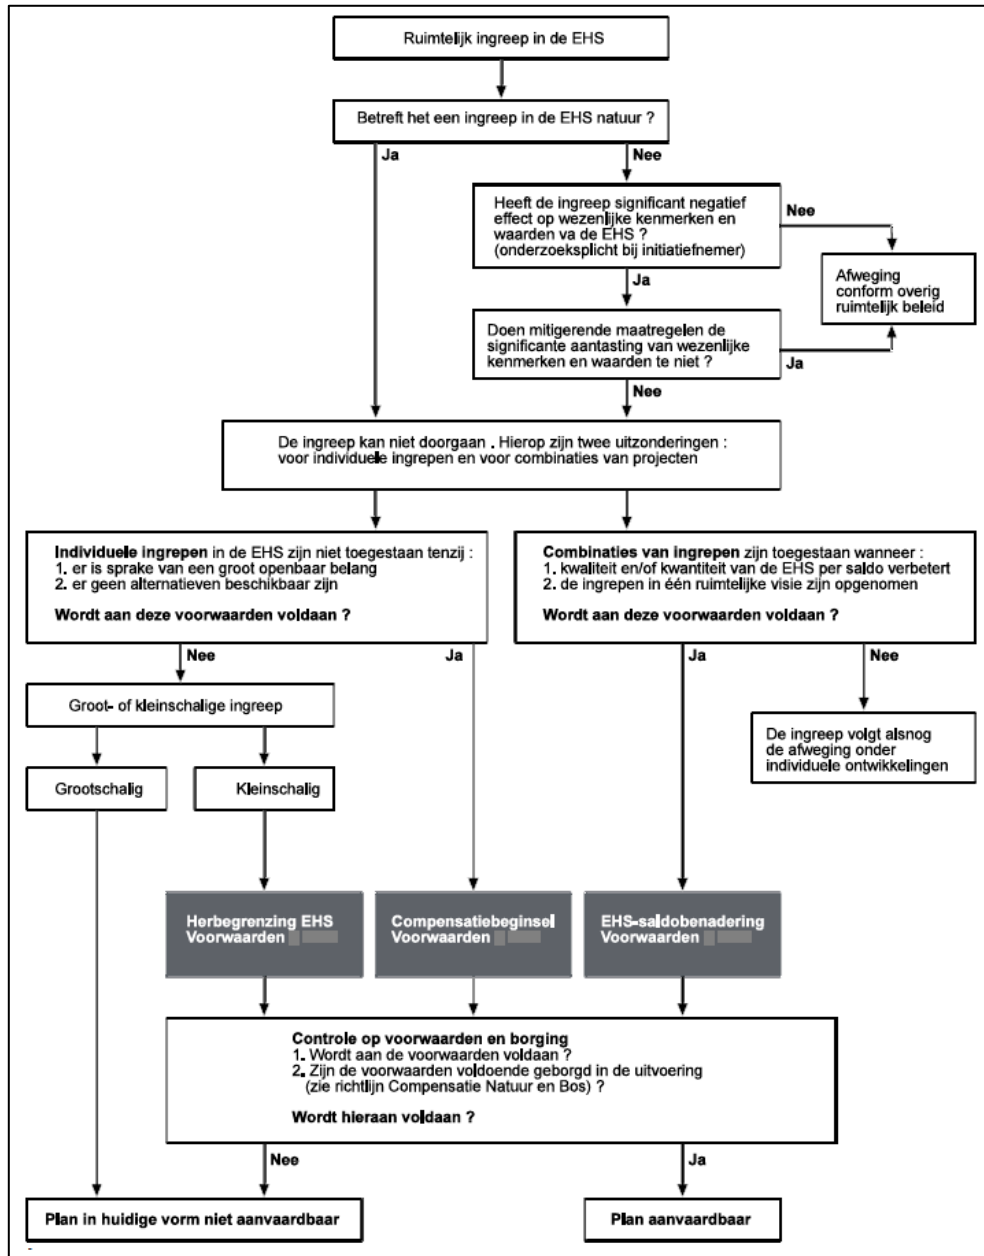 Ruimtelijk ingreep in de EHS
Betreft het een ingreep in de EHS natuur ?
Ja
Nee
Heeft de ingreep significant negatief
effect op wezenlijke kenmerken en
waarden va de EHS ?
(onderzoeksplicht bij initiatiefnemer)
Nee
Afweging
conform overig
ruimtelijk beleid
Ja
Doen mitigerende maatregelen de
significante aantasting van wezenlijke
kenmerken en waarden te niet ?
Ja
Nee
De ingreep kan niet doorgaan . Hierop zijn twee uitzonderingen :
voor individuele ingrepen en voor combinaties van projecten
Individuele ingrepen in de EHS zijn niet toegestaan tenzij :
1. er is sprake van een groot openbaar belang
2. er geen alternatieven beschikbaar zijn
Wordt aan deze voorwaarden voldaan ?
Combinaties van ingrepen zijn toegestaan wanneer :
1. kwaliteit en/of kwantiteit van de EHS per saldo verbetert
2. de ingrepen in één ruimtelijke visie zijn opgenomen
Wordt aan deze voorwaarden voldaan ?
Nee
Ja
Ja
Nee
Groot- of kleinschalige ingreep
De ingreep volgt alsnog
de afweging onder
individuele ontwikkelingen
Grootschalig
Kleinschalig
Herbegrenzing EHS
Voorwaarden
Compensatiebeginsel
Voorwaarden
EHS-saldobenadering
Voorwaarden
Controle op voorwaarden en borging
1. Wordt aan de voorwaarden voldaan ?
2. Zijn de voorwaarden voldoende geborgd in de uitvoering
(zie richtlijn Compensatie Natuur en Bos) ?
Wordt hieraan voldaan ?
Nee
Ja
Plan in huidige vorm niet aanvaardbaar
Plan aanvaardbaar